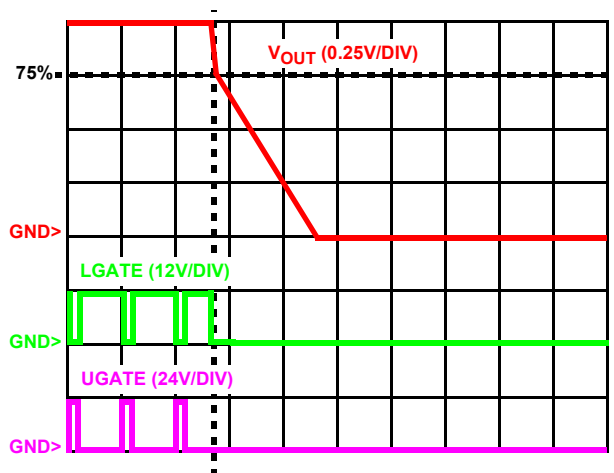 VOUT (0.25V/DIV)
75%
GND>
LGATE (12V/DIV)
GND>
UGATE (24V/DIV)
GND>